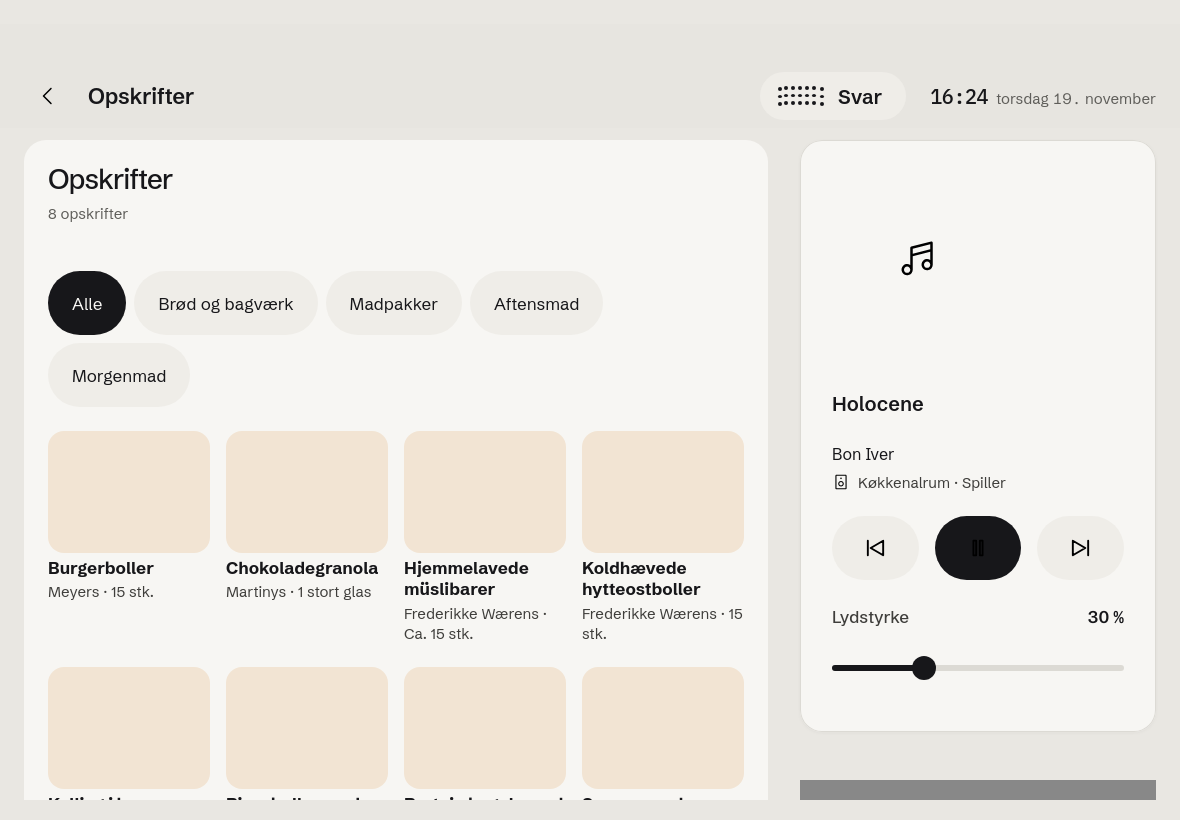 Opskrifter
Svar
16:24 torsdag 19. november
Opskrifter
8 opskrifter
Alle
Brød og bagværk
Madpakker
Aftensmad
Morgenmad
Burgerboller
Meyers · 15 stk.
Chokoladegranola
Martinys · 1 stort glas
Hjemmelavede
müslibarer
Frederikke Wærens ·
Ca. 15 stk.
Koldhævede
hytteostboller
Frederikke Wærens · 15
stk.
Holocene
Bon Iver
Køkkenalrum · Spiller
Lydstyrke
30 %